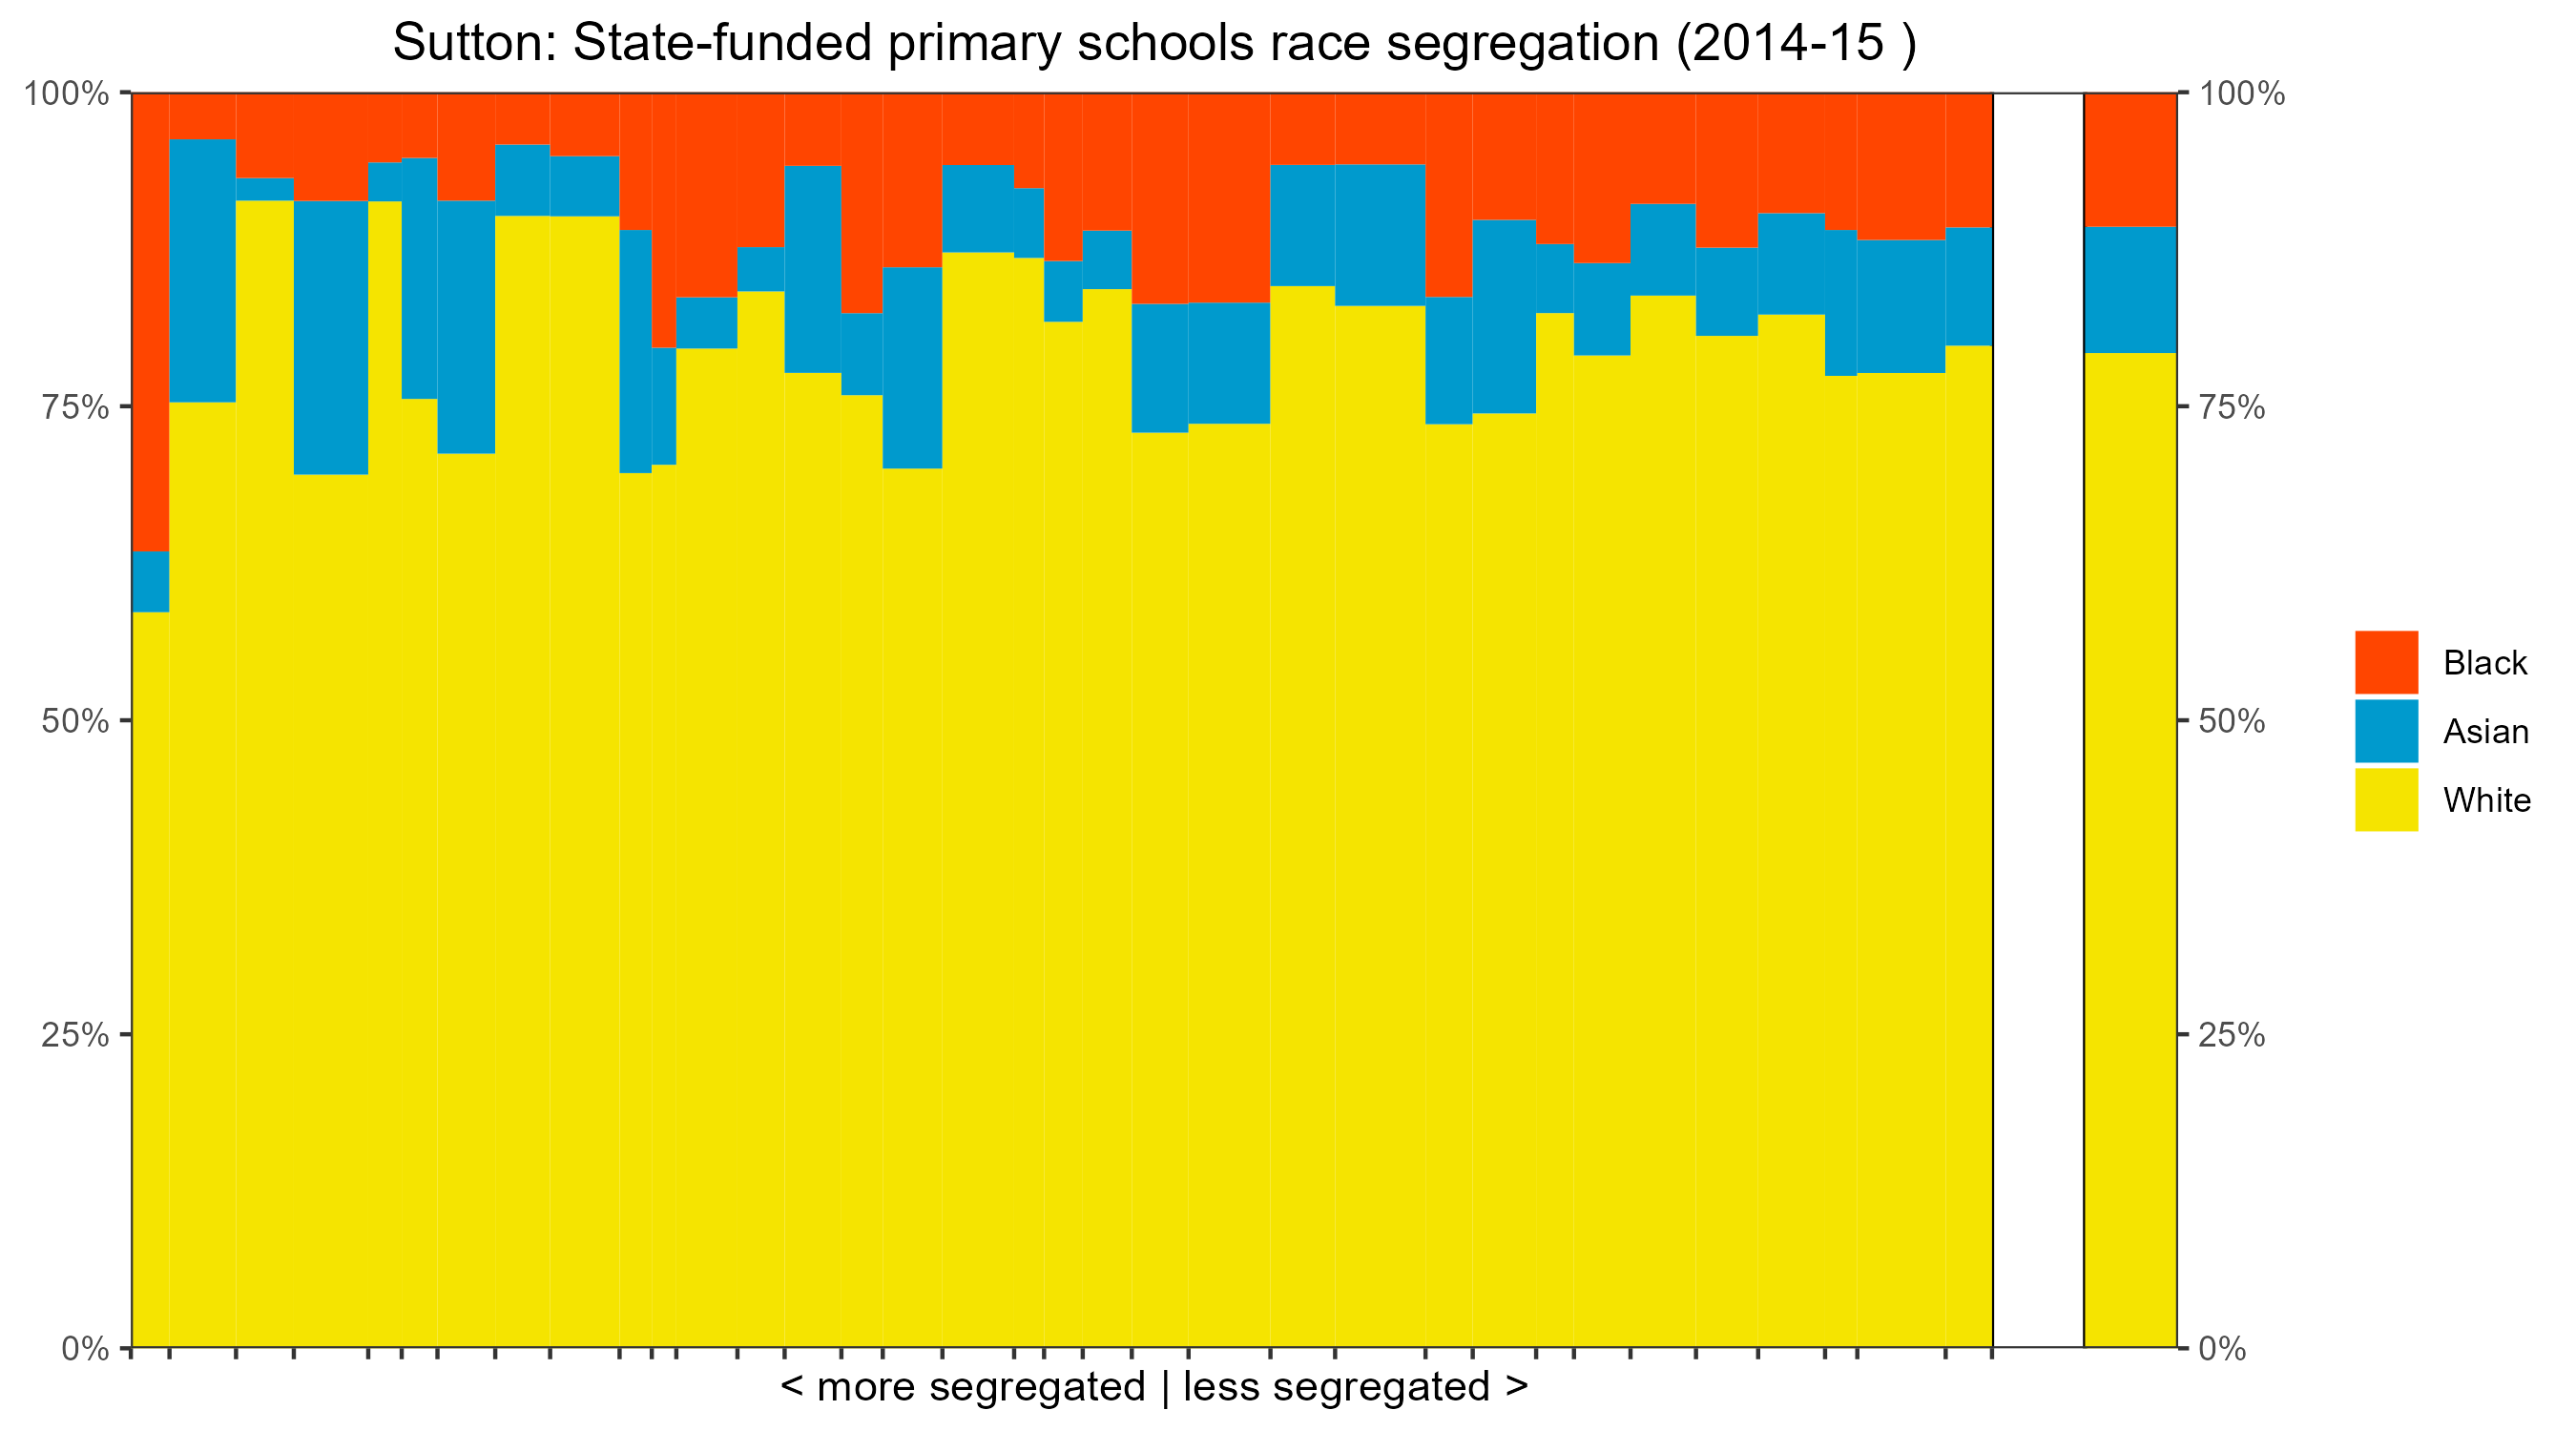 Sutton: State-funded primary schools race segregation (2014-15 )
100%
75%
50%
25%
0%
100%
75%
50%
25%
0%
< more segregated | less segregated >
Black
Asian
White